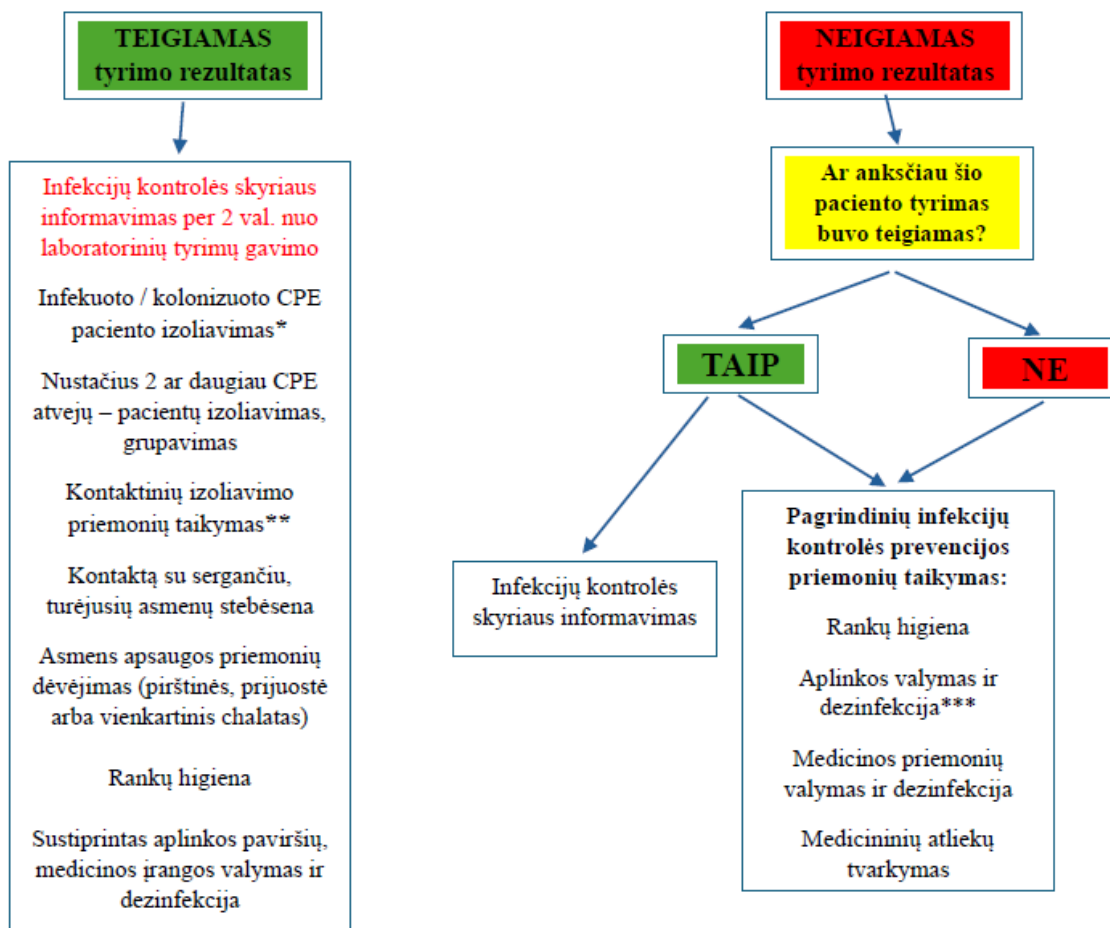 TEIGIAMAS
tyrimo rezultatas
Infekcijų kontrolės skyriaus
informavimas per 2 val. nuo
laboratorinių tyrimų gavimo
Infekuoto / kolonizuoto CPE
paciento izoliavimas*
Nustačius 2 ar daugiau CPE
atvejų – pacientų izoliavimas,
grupavimas
Kontaktinių izoliavimo
priemonių taikymas**
Kontaktą su sergančiu,
turėjusių asmenų stebėsena
Asmens apsaugos priemonių
dėvėjimas (pirštinės, prijuostė
arba vienkartinis chalatas)
Rankų higiena
Sustiprintas aplinkos paviršių,
medicinos įrangos valymas ir
dezinfekcija
NEIGIAMAS
tyrimo rezultatas
Ar anksčiau šio
paciento tyrimas
buvo teigiamas?
TAIP
NE
Infekcijų kontrolės
skyriaus informavimas
Pagrindinių infekcijų
kontrolės prevencijos
priemonių taikymas:
Rankų higiena
Aplinkos valymas ir
dezinfekcija***
Medicinos priemonių
valymas ir dezinfekcija
Medicininių atliekų
tvarkymas